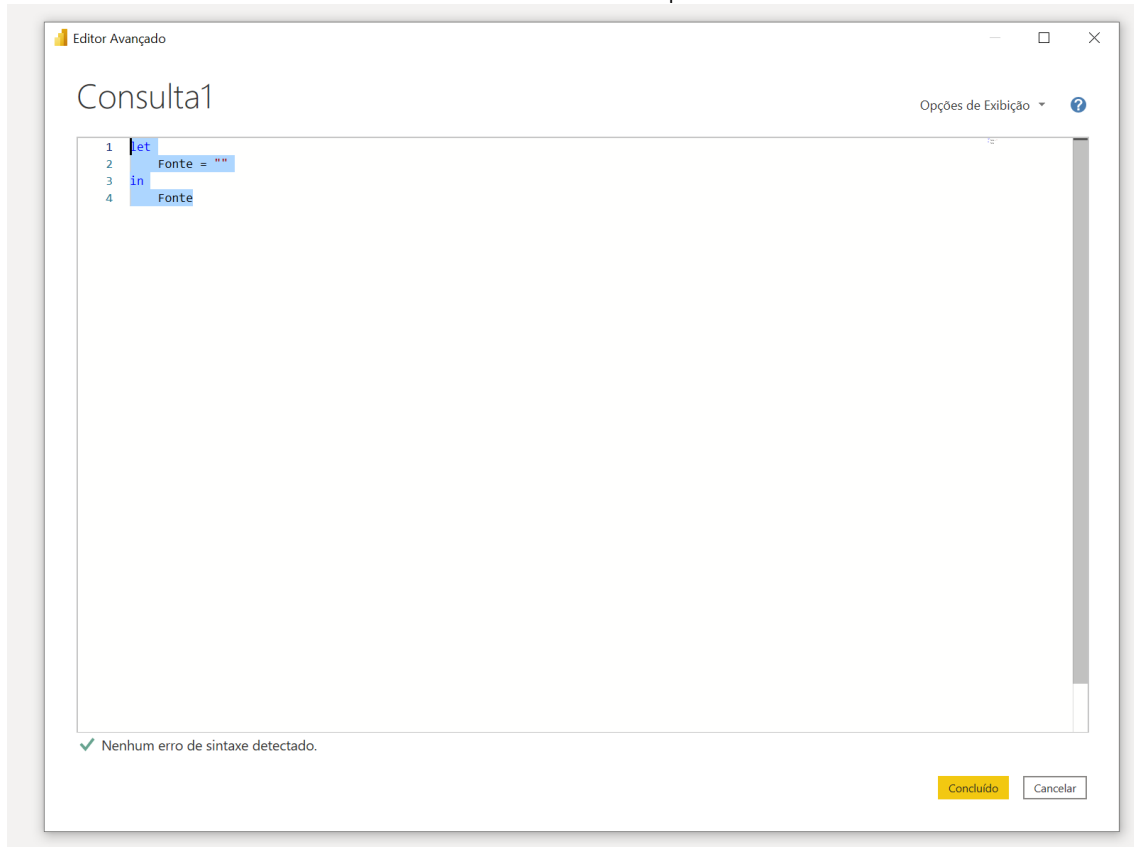 Editor Avançado
Consulta1
Opções de Exibição
?
1 let
2 Fonte = ""
3 in
4 Fonte
Nenhum erro de sintaxe detectado.
Concluído
Cancelar